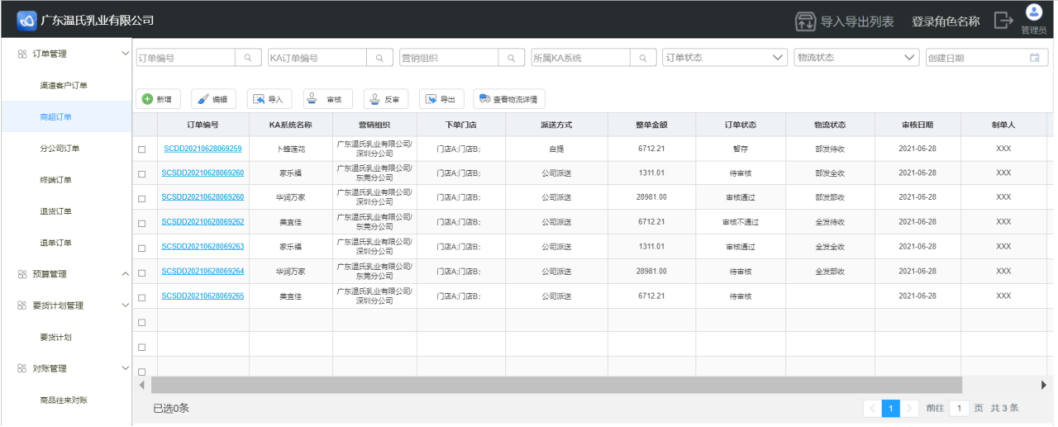 广东温氏乳业有限公司
导入导出列表 登录角色名称 管理员
订单管理
渠道客户订单
商超订单
分公司订单
终端订单
退货订单
退单订单
预算管理
要货计划管理
要货计划
对账管理
商品往来对账
订单编号 KA订单编号 营销组织 所属KA系统 订单状态 物流状态 创建日期
新增 编辑 导入 审核 反审 导出 查看物流详情
订单编号 KA系统名称 营销组织 下单门店 派送方式 整单金额 订单状态 物流状态 审核日期 制单人
SCDD20210628069259 卜蜂莲花 广东温氏乳业有限公司/深圳分公司 门店A;门店B; 自提 6712.21 暂存 部发待收 2021-06-28 XXX
SCSDD20210628069260 家乐福 广东温氏乳业有限公司/东莞分公司 门店A;门店B; 公司派送 1311.01 待审核 部发全收 2021-06-28 XXX
SCSDD20210628069260 华润万家 广东温氏乳业有限公司/深圳分公司 门店A;门店B; 公司派送 28981.00 审核通过 部发部收 2021-06-28 XXX
SCSDD20210628069262 美宜佳 广东温氏乳业有限公司/东莞分公司 门店A;门店B; 公司派送 6712.21 审核不通过 全发待收 2021-06-28 XXX
SCSDD20210628069263 家乐福 广东温氏乳业有限公司/深圳分公司 门店A;门店B; 公司派送 1311.01 审核通过 全发全收 2021-06-28 XXX
SCSDD20210628069264 华润万家 广东温氏乳业有限公司/东莞分公司 门店A;门店B; 公司派送 28981.00 待审核 全发部收 2021-06-28 XXX
SCSDD20210628069265 美宜佳 广东温氏乳业有限公司/深圳分公司 门店A;门店B; 公司派送 6712.21 待审核 2021-06-28 XXX
已选0条 1 前往 1 页 共3条